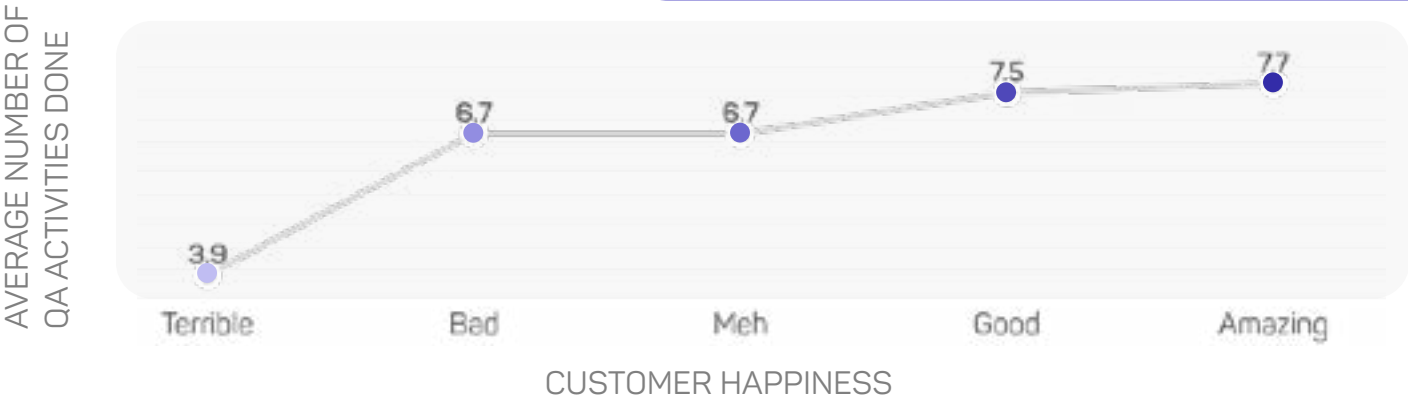 AVERAGE NUMBER OF
QA ACTIVITIES DONE
3.9
6.7
6.7
7.5
7.7
Terrible
Bad
Meh
Good
Amazing
CUSTOMER HAPPINESS